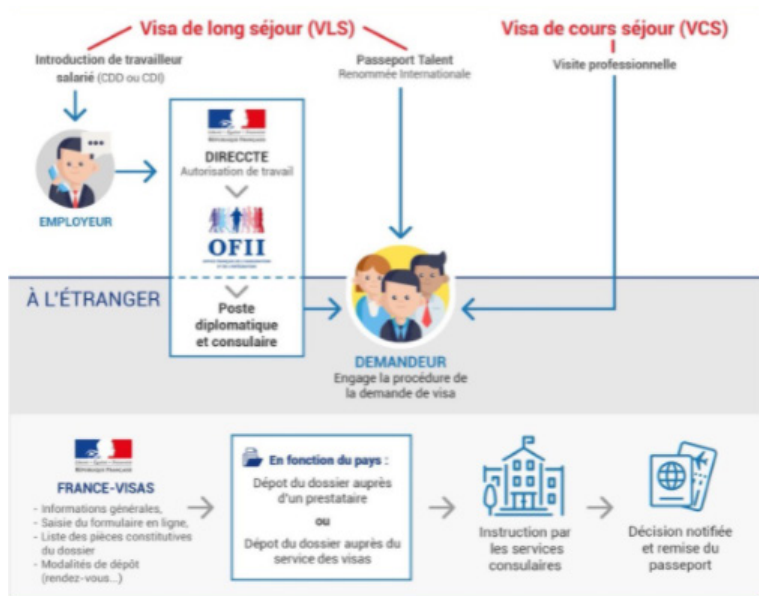 Visa de long séjour (VLS)
Visa de cours séjour (VCS)
Introduction de travailleur
salarié (CDD ou CDI)
Passeport Talent
Renommée Internationale
Visite professionnelle
EMPLOYEUR
RÉPUBLIQUE FRANÇAISE
DIRECCTE
Autorisation de travail
OFII
À L'ÉTRANGER
Poste
diplomatique
et consulaire
DEMANDEUR
Engage la procédure de
la demande de visa
RÉPUBLIQUE FRANÇAISE
FRANCE-VISAS
- Informations générales,
- Saisie du formulaire en ligne,
- Liste des pièces constitutives
du dossier
- Modalités de dépôt
(rendez-vous...)
En fonction du pays :
Dépot du dossier auprès
d'un prestataire
ou
Dépot du dossier auprès du
service des visas
Instruction par
les services
consulaires
Décision notifiée
et remise du
passeport